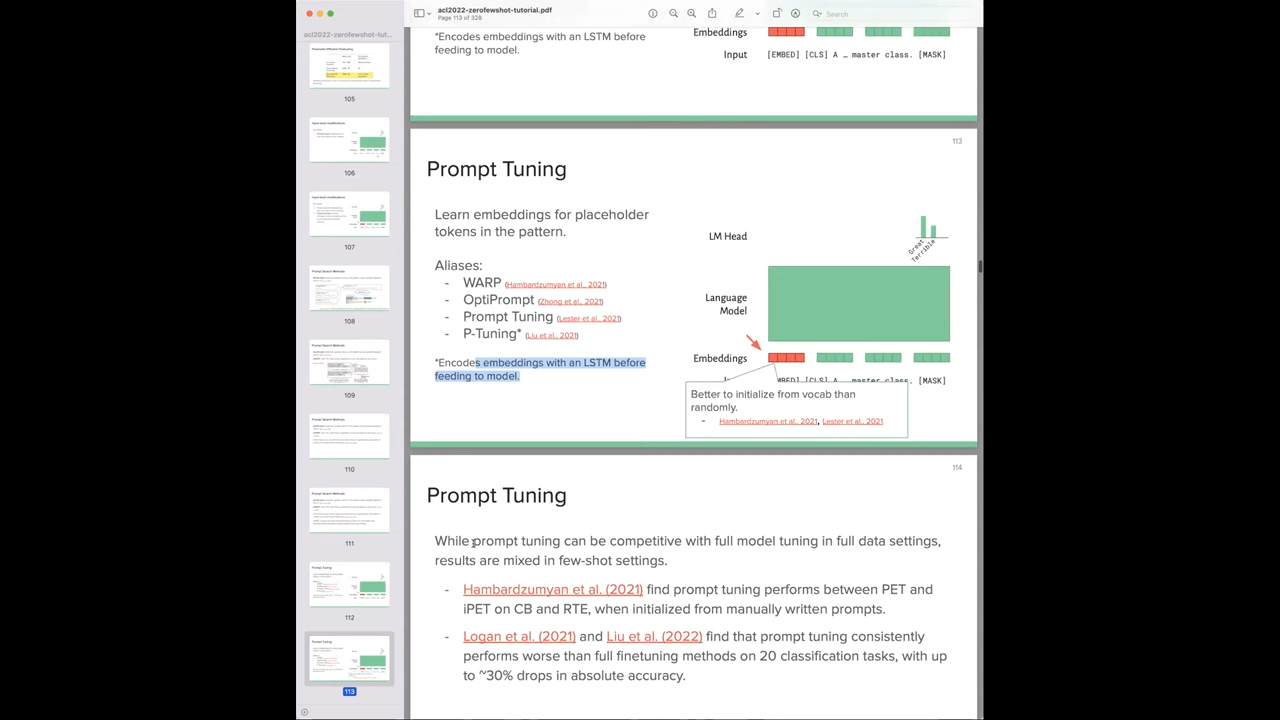 acl2022-zerofewshot-tutorial.pdf
Page 113 of 328
Search
acl2022-zerofewshot-tut...
105
106
107
108
109
110
111
112
113
*Encodes embeddings with an LSTM before
feeding to model.
Embeddings
Input
[EMBED] [CLS] A … master class. [MASK]
113
Prompt Tuning
Learn embeddings for placeholder
tokens in the pattern.
Aliases:
- WARP (Hambardzumyan et al., 2021)
- OptiPrompt (Zhong et al., 2021)
- Prompt Tuning (Lester et al., 2021)
- P-Tuning* (Liu et al., 2021)
*Encodes embeddings with an LSTM before
feeding to model.
LM Head
Great
Terrible
Language
Model
Embeddings
[CLS] A … master class. [MASK]
Better to initialize from vocab than
randomly.
- Hambardzumyan et al., 2021, Lester et al., 2021
114
Prompt Tuning
While prompt tuning can be competitive with full model tuning in full data settings,
results are mixed in few-shot settings.
- Hambardzumyan et al. (2021) find prompt tuning performs between PET and
iPET on CB and RTE, when initialized from manually written prompts.
- Logan et al. (2021) and Liu et al. (2022) find that prompt tuning consistently
performs worse than full finetuning methods on
tasks, with up
to ~30% drops in absolute accuracy.